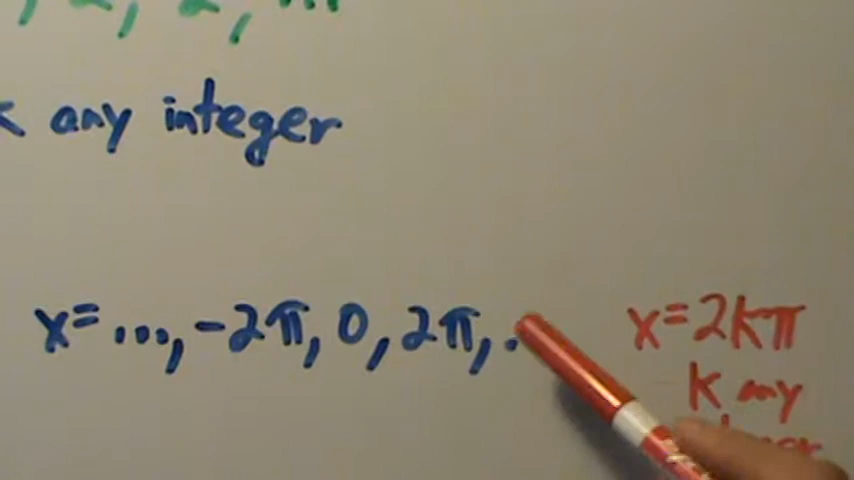 any integer
x = ..., -2π, 0, 2π, .
x = 2kπ
k any